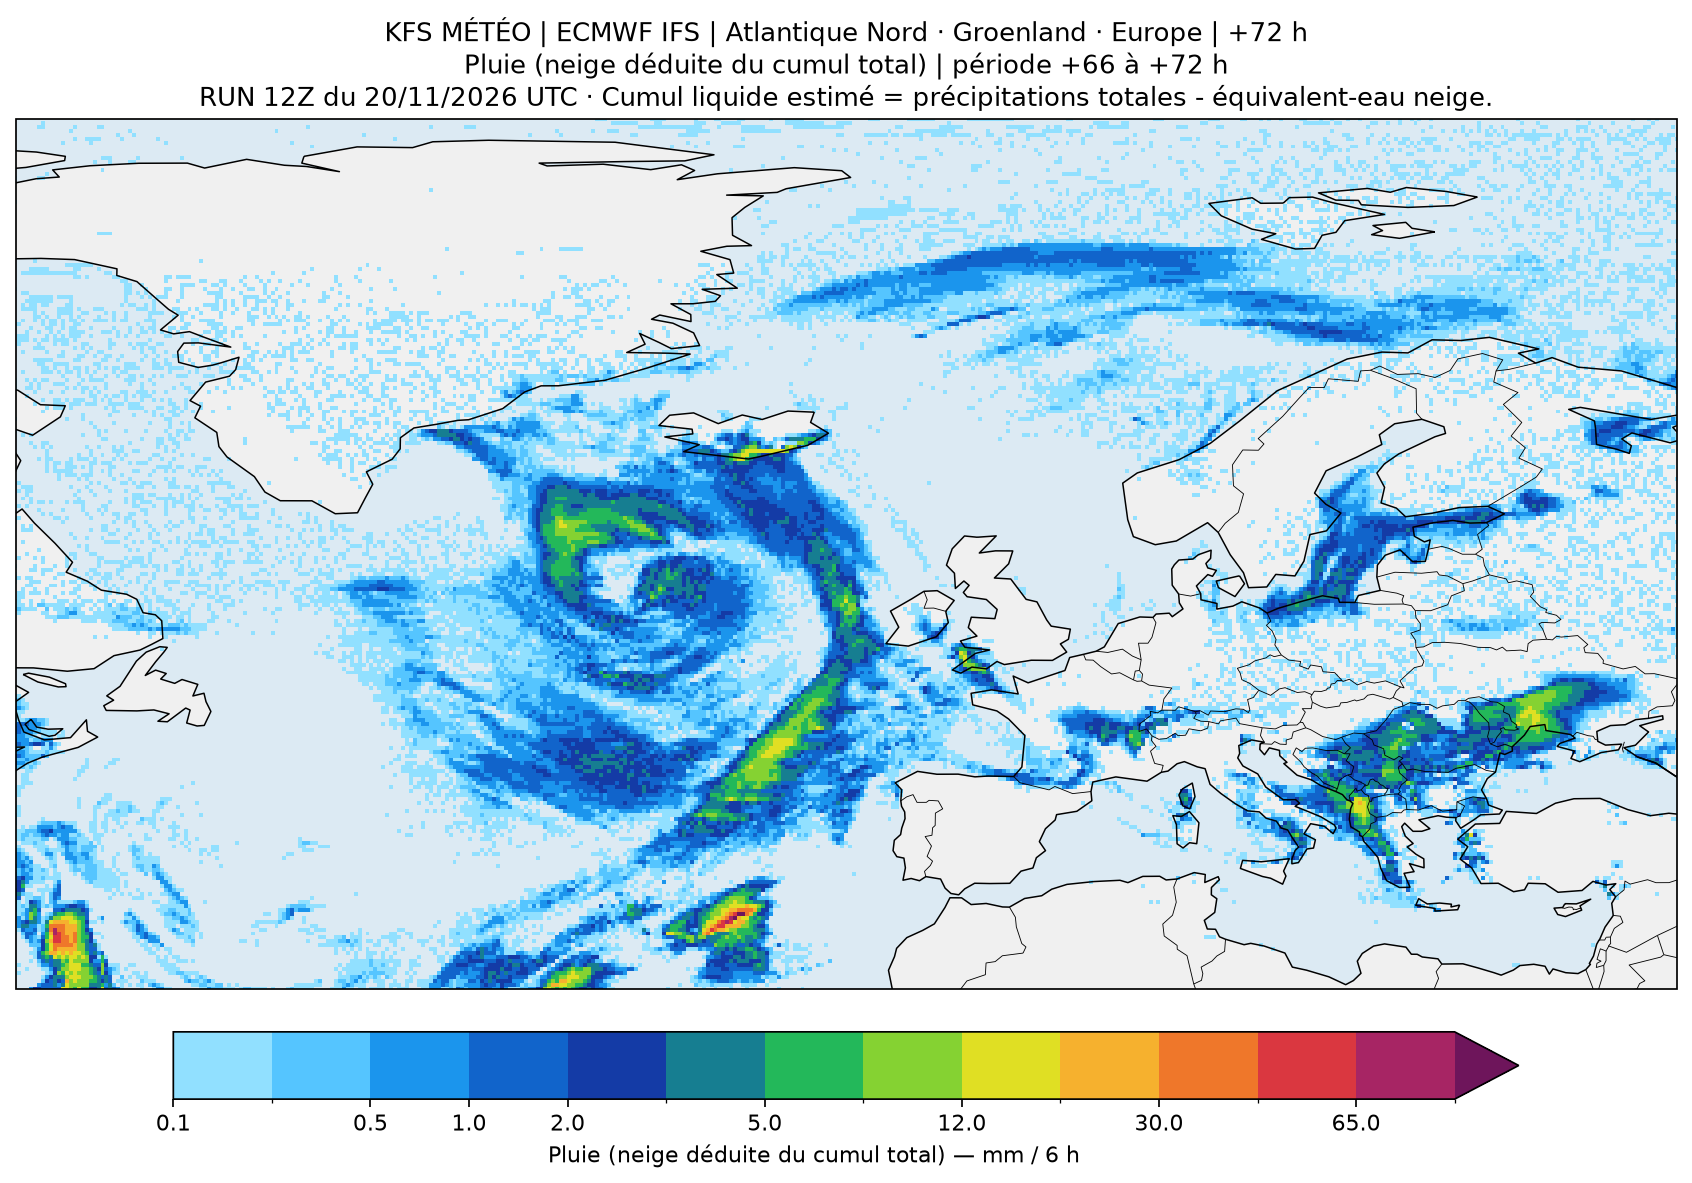 KFS MÉTÉO | ECMWF IFS | Atlantique Nord · Groenland · Europe | +72 h
Pluie (neige déduite du cumul total) | période +66 à +72 h
RUN 12Z du 20/11/2026 UTC · Cumul liquide estimé = précipitations totales - équivalent-eau neige.
0.1 0.5 1.0 2.0 5.0 12.0 30.0 65.0
Pluie (neige déduite du cumul total) — mm / 6 h